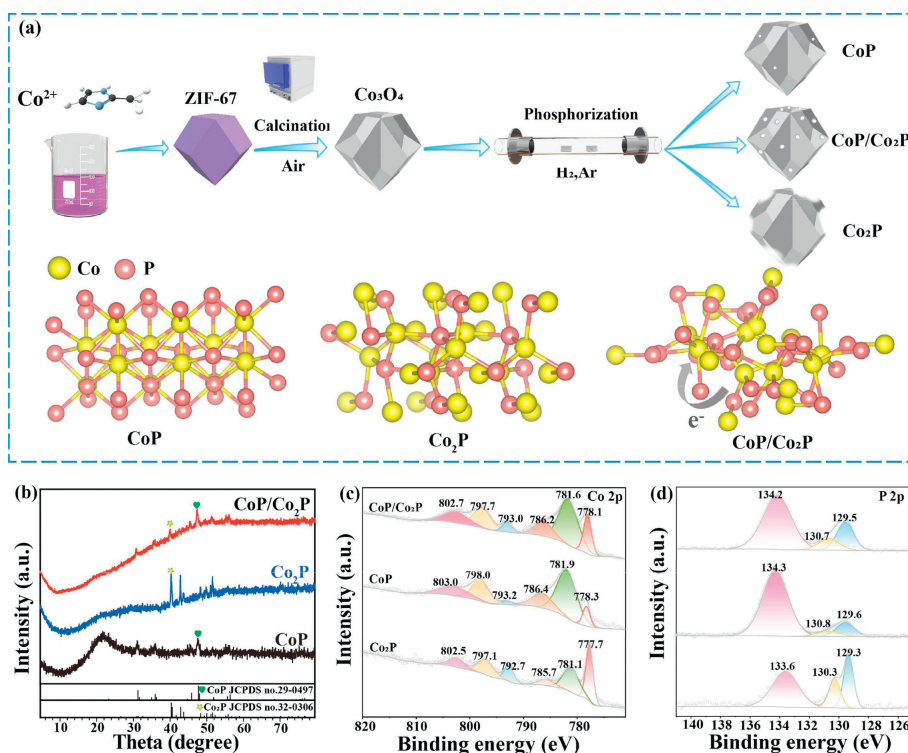 (a)
Co2+
ZIF-67
Calcination
Air
Co3O4
Phosphorization
H2,Ar
CoP
CoP/Co2P
Co2P
Co P
CoP
Co2P
e-
CoP/Co2P
(b)
CoP/Co2P
Co2P
CoP
CoP JCPDS no.29-0497
Co2P JCPDS no.32-0306
Intensity (a.u.)
10 20 30 40 50 60 70
Theta (degree)
(c)
Co 2p
CoP/Co2P
802.7 797.7 793.0 786.2 781.6 778.1
CoP
803.0 798.0 793.2 786.4 781.9 778.3
Co2P
802.5 797.1 792.7 785.7 781.1 777.7
Intensity (a.u.)
820 810 800 790 780
Binding energy (eV)
(d)
P 2p
134.2 130.7 129.5
134.3 130.8 129.6
133.6 130.3 129.3
Intensity (a.u.)
140 138 136 134 132 130 128 126
Binding energy (eV)